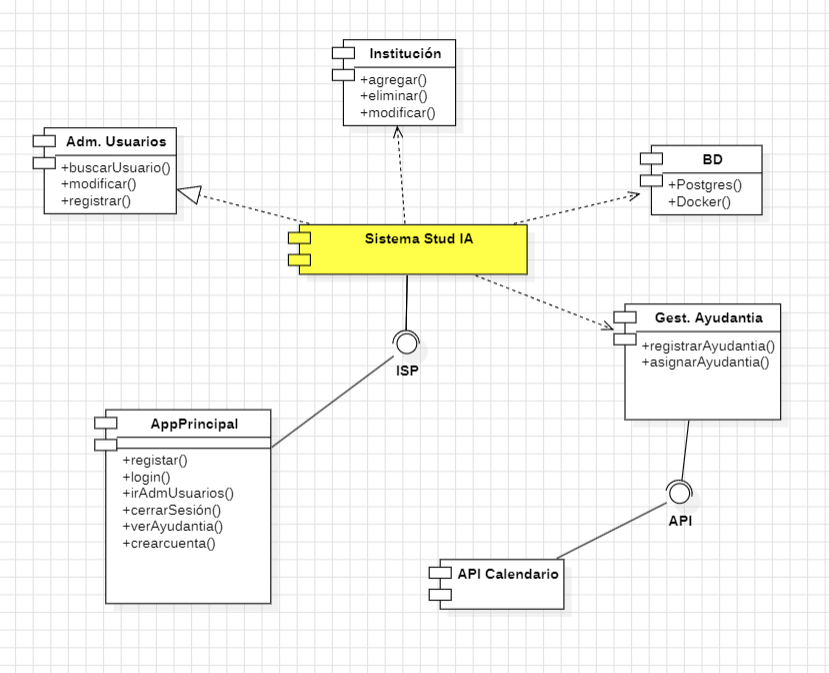 Institución
+agregar()
+eliminar()
+modificar()
Adm. Usuarios
+buscarUsuario()
+modificar()
+registrar()
BD
+Postgres()
+Docker()
Sistema Stud IA
Gest. Ayudantia
+registrarAyudantia()
+asignarAyudantia()
ISP
AppPrincipal
+registar()
+login()
+irAdmUsuarios()
+cerrarSesión()
+verAyudantia()
+crearcuenta()
API
API Calendario